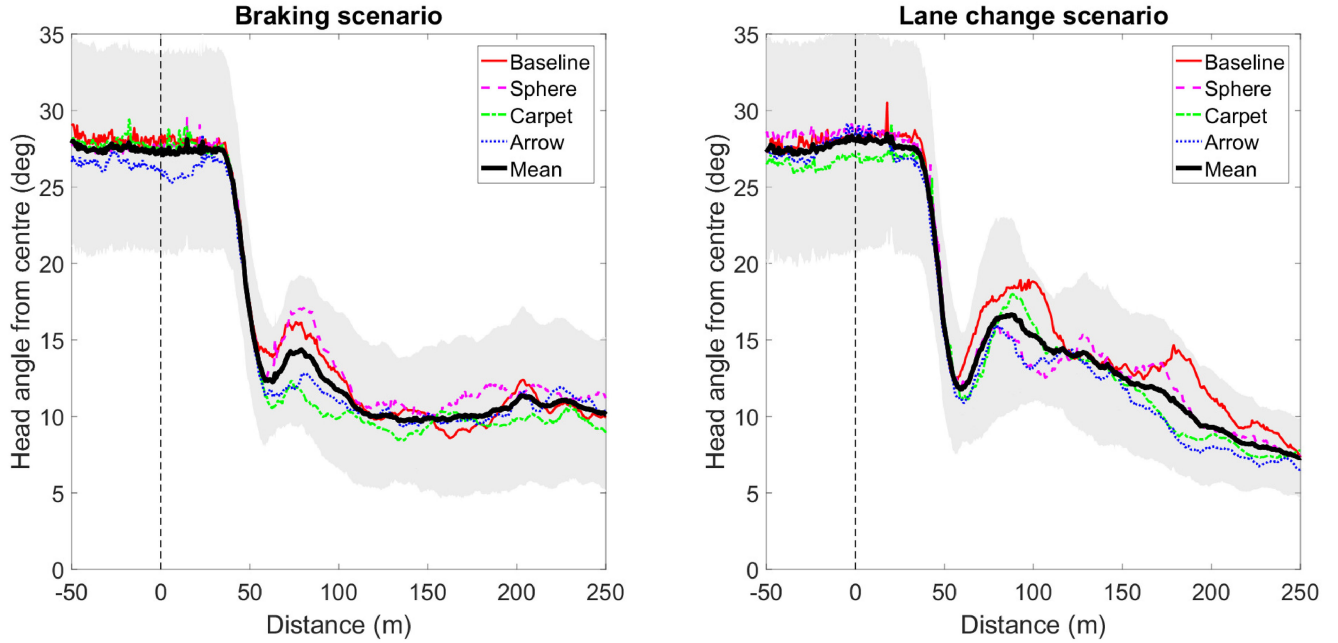 Braking scenario
Head angle from centre (deg)
35
30
25
20
15
10
5
0
-50
0
50
100
150
200
250
Distance (m)
Baseline
Sphere
Carpet
Arrow
Mean
Lane change scenario
Head angle from centre (deg)
35
30
25
20
15
10
5
0
-50
0
50
100
150
200
250
Distance (m)
Baseline
Sphere
Carpet
Arrow
Mean